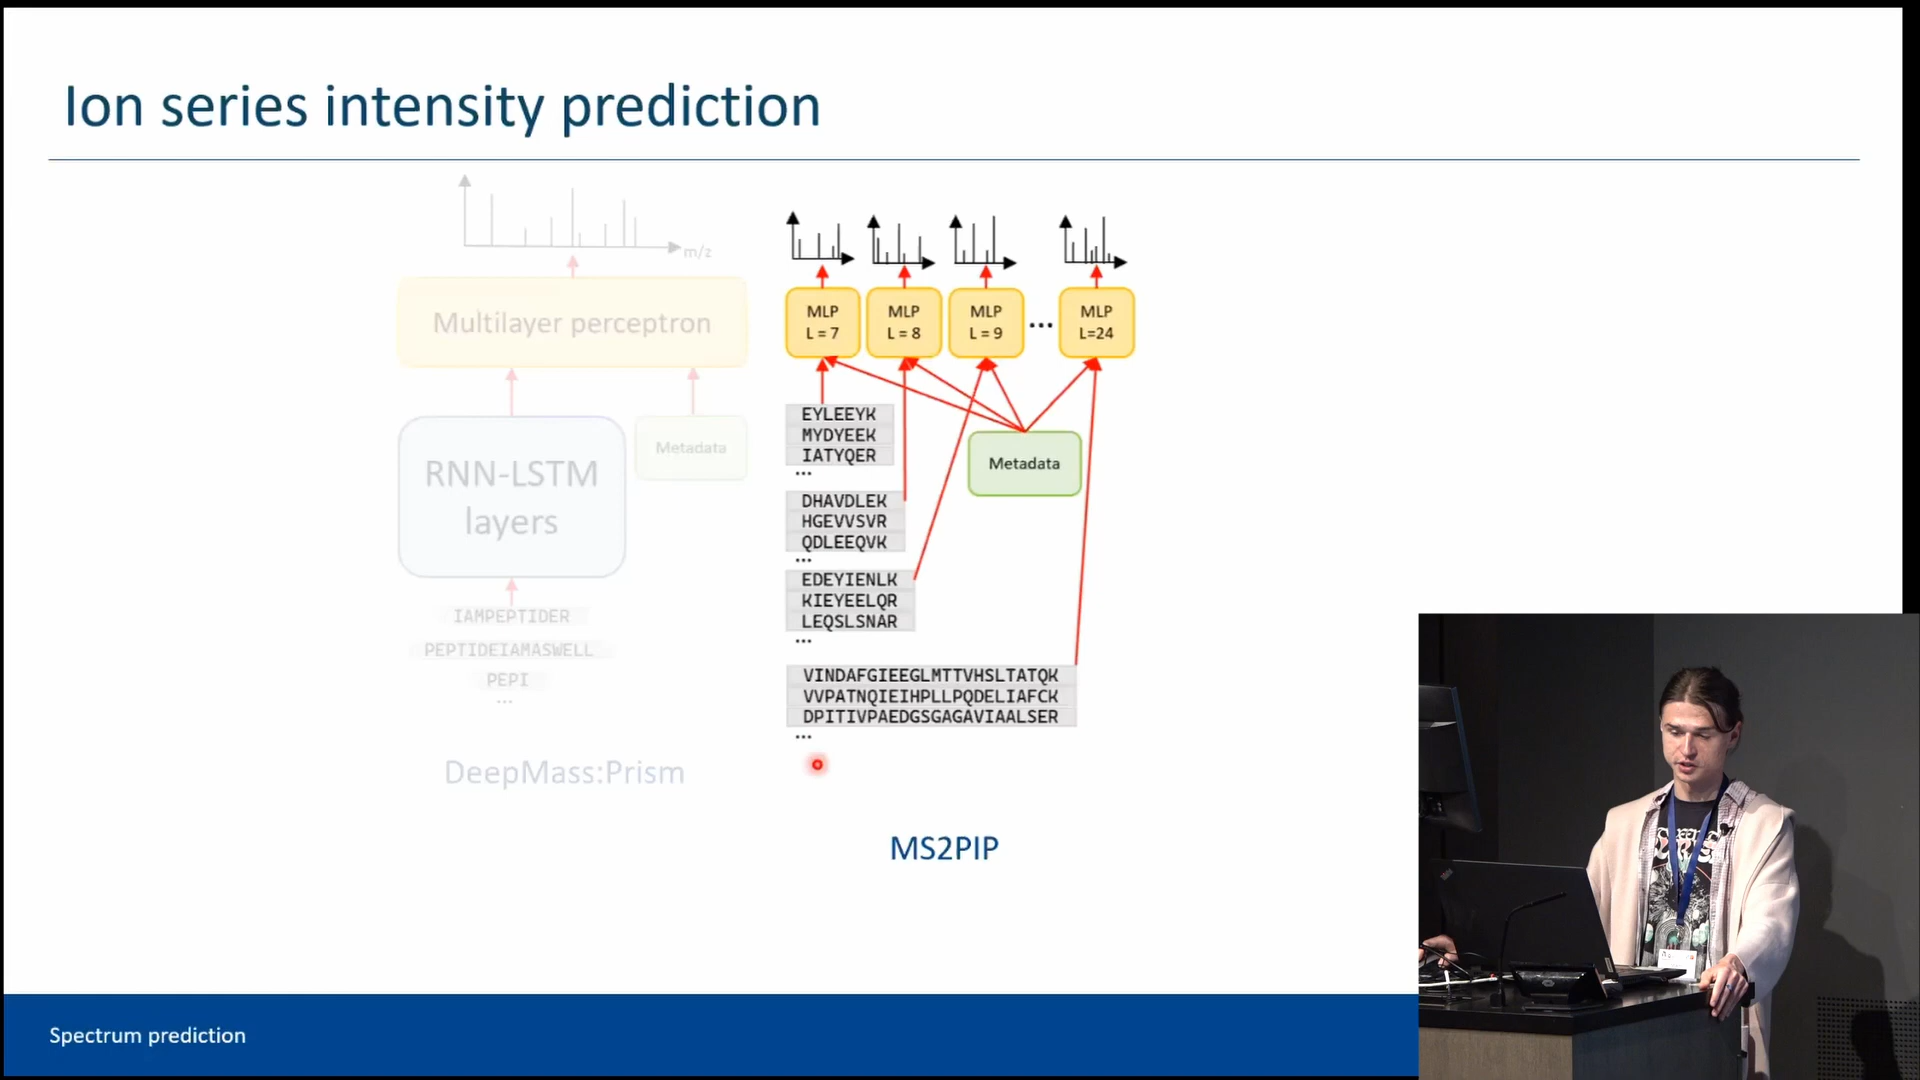 Ion series intensity prediction
m/z
Multilayer perceptron
RNN-LSTM
layers
Metadata
IAMPEPTIDER
PEPTIDEIAMASWELL
PEPI
...
DeepMass:Prism
MLP
L = 7
MLP
L = 8
MLP
L = 9
...
MLP
L=24
EYLEEYK
MYDYEEK
IATYQER
...
DHAVDLEK
HGEVVSVR
QDLEEQVK
...
EDEYIENLK
KIEYEELQR
LEQSLSNAR
...
VINDAFGIEEGLMTTVHSLTATQK
VVPATNQIEIHPLLPQDELIAFCK
DPITIVPAEDGSGAGAVIAALSER
...
Metadata
MS2PIP
Spectrum prediction